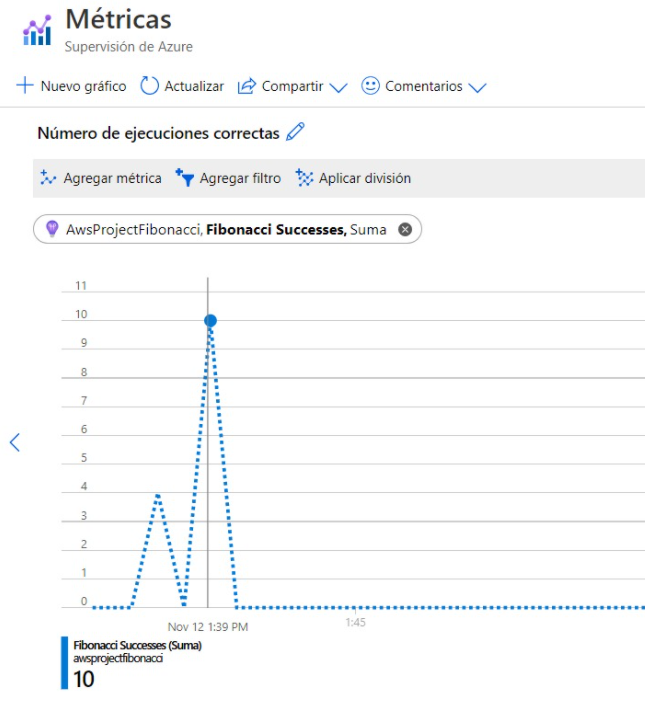 Métricas
Supervisión de Azure
Nuevo gráfico Actualizar Compartir Comentarios
Número de ejecuciones correctas
Agregar métrica Agregar filtro Aplicar división
AwsProjectFibonacci, Fibonacci Successes, Suma
11
10
9
8
7
6
5
4
3
2
1
0
Nov 12 1:39 PM 1:45
Fibonacci Successes (Suma)
awsprojectfibonacci
10